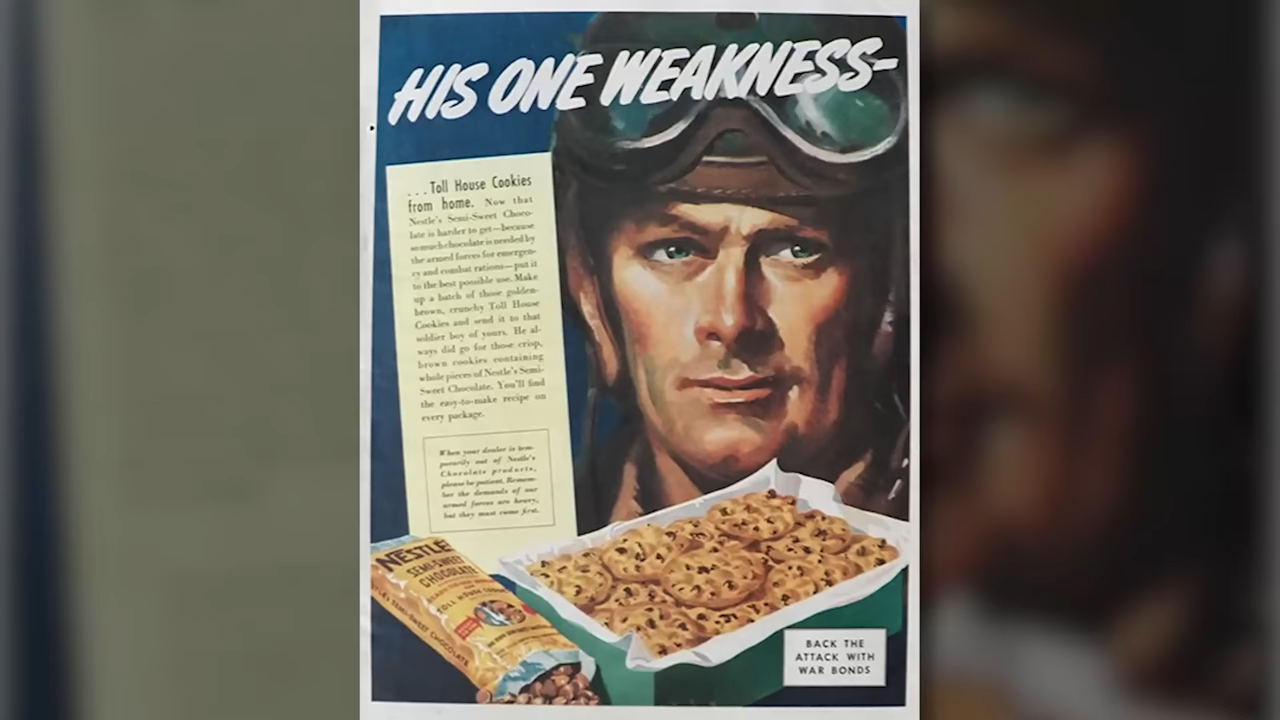 HIS ONE WEAKNESS-
. . . Toll House Cookies
from home. Now that
Nestle's Semi-Sweet Choco-
late is harder to get—because
so much chocolate is needed by
the armed forces for emergen-
cy and combat rations—put it
to the best possible use. Make
up a batch of those golden-
brown, crunchy Toll House
Cookies and send it to that
soldier boy of yours. He al-
ways did go for those crisp,
brown cookies containing
whole pieces of Nestle's Semi-
Sweet Chocolate. You'll find
the easy-to-make recipe on
every package.
When your dealer is tem-
porarily out of Nestle's
Chocolate products,
please be patient. Remem-
ber the demands of our
armed forces are heavy,
but they must come first.
NESTLE'S
SEMI-SWEET
CHOCOLATE
TOLL HOUSE
SEMI-SWEET CHOCOLATE
BACK THE
ATTACK WITH
WAR BONDS